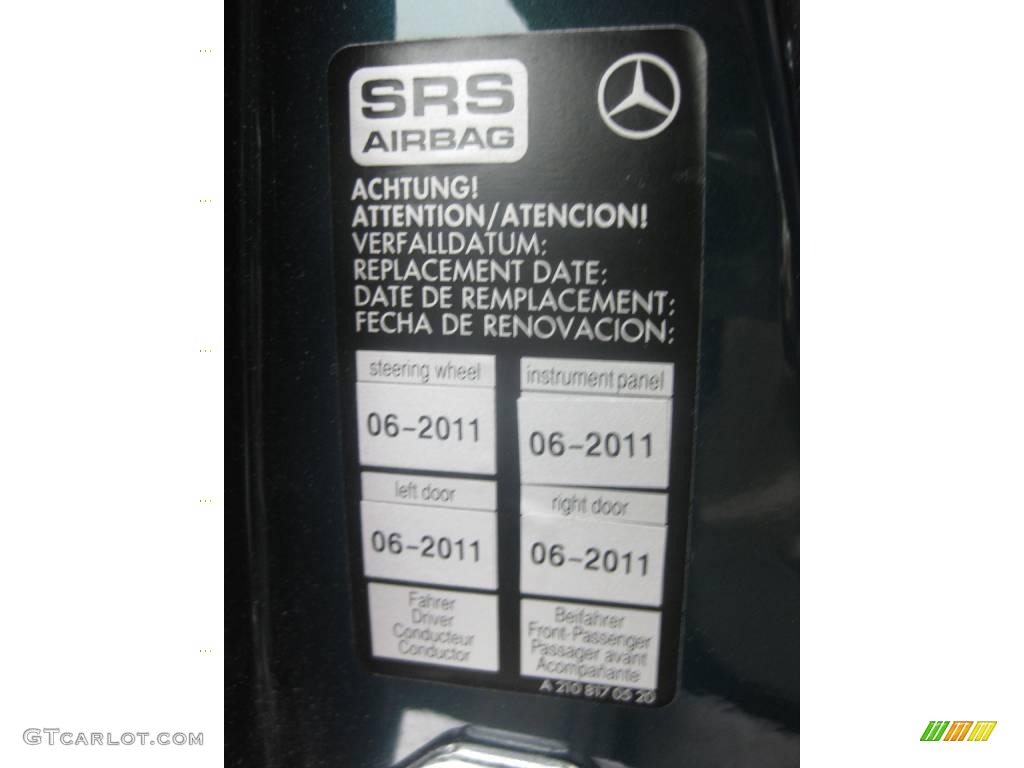 SRS
AIRBAG
ACHTUNG!
ATTENTION/ATENCION!
VERFALLDATUM:
REPLACEMENT DATE:
DATE DE REMPLACEMENT:
FECHA DE RENOVACION:
steering wheel
instrument panel
06-2011
06-2011
left door
right door
06-2011
06-2011
Fahrer
Driver
Conducteur
Conductor
Beifahrer
Front-Passenger
Passager avant
Acompañante
A 210 817 05 20
GTCARLOT.COM